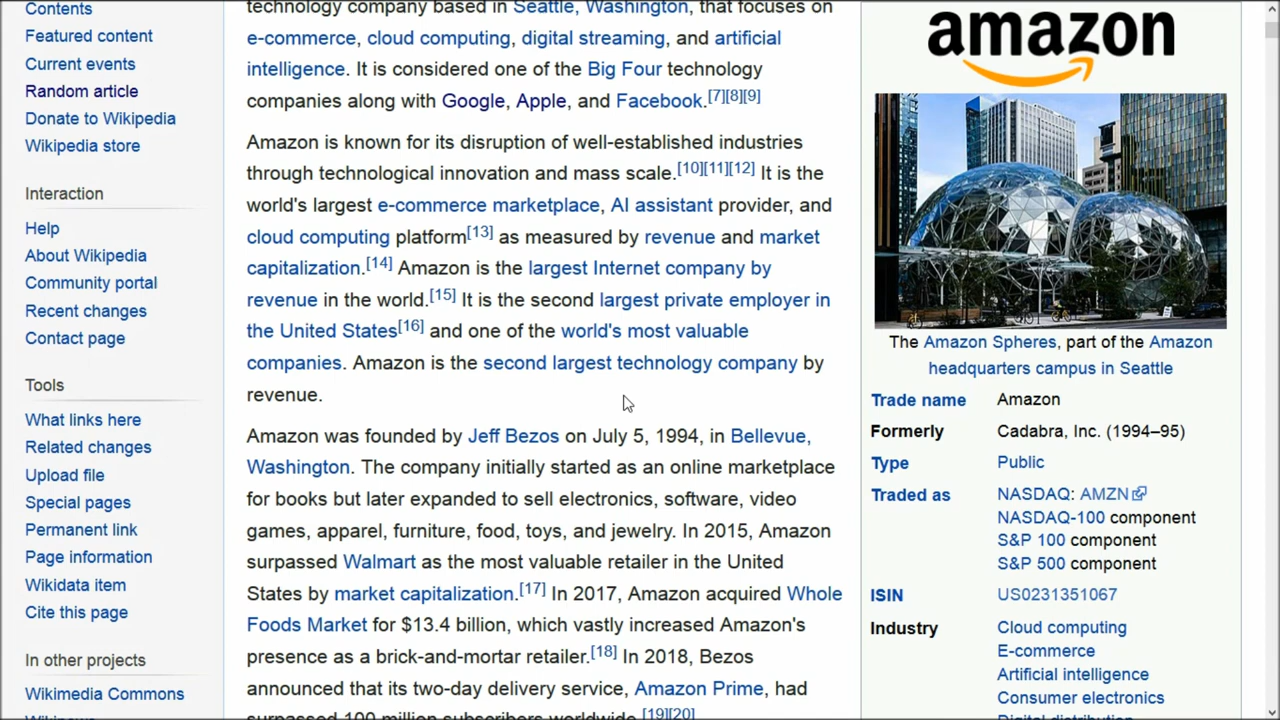 Contents
Featured content
Current events
Random article
Donate to Wikipedia
Wikipedia store
Interaction
Help
About Wikipedia
Community portal
Recent changes
Contact page
Tools
What links here
Related changes
Upload file
Special pages
Permanent link
Page information
Wikidata item
Cite this page
In other projects
Wikimedia Commons
technology company based in Seattle, Washington, that focuses on
e-commerce, cloud computing, digital streaming, and artificial
intelligence. It is considered one of the Big Four technology
companies along with Google, Apple, and Facebook.[7][8][9]
Amazon is known for its disruption of well-established industries
through technological innovation and mass scale.[10][11][12] It is the
world's largest e-commerce marketplace, AI assistant provider, and
cloud computing platform[13] as measured by revenue and market
capitalization.[14] Amazon is the largest Internet company by
revenue in the world.[15] It is the second largest private employer in
the United States[16] and one of the world's most valuable
companies. Amazon is the second largest technology company by
revenue.
Amazon was founded by Jeff Bezos on July 5, 1994, in Bellevue,
Washington. The company initially started as an online marketplace
for books but later expanded to sell electronics, software, video
games, apparel, furniture, food, toys, and jewelry. In 2015, Amazon
surpassed Walmart as the most valuable retailer in the United
States by market capitalization.[17] In 2017, Amazon acquired Whole
Foods Market for $13.4 billion, which vastly increased Amazon's
presence as a brick-and-mortar retailer.[18] In 2018, Bezos
announced that its two-day delivery service, Amazon Prime, had
surpassed 100 million subscribers worldwide.[19][20]
amazon
The Amazon Spheres, part of the Amazon
headquarters campus in Seattle
Trade name Amazon
Formerly Cadabra, Inc. (1994–95)
Type Public
Traded as NASDAQ: AMZN
NASDAQ-100 component
S&P 100 component
S&P 500 component
ISIN US0231351067
Industry Cloud computing
E-commerce
Artificial intelligence
Consumer electronics
Digital distribution